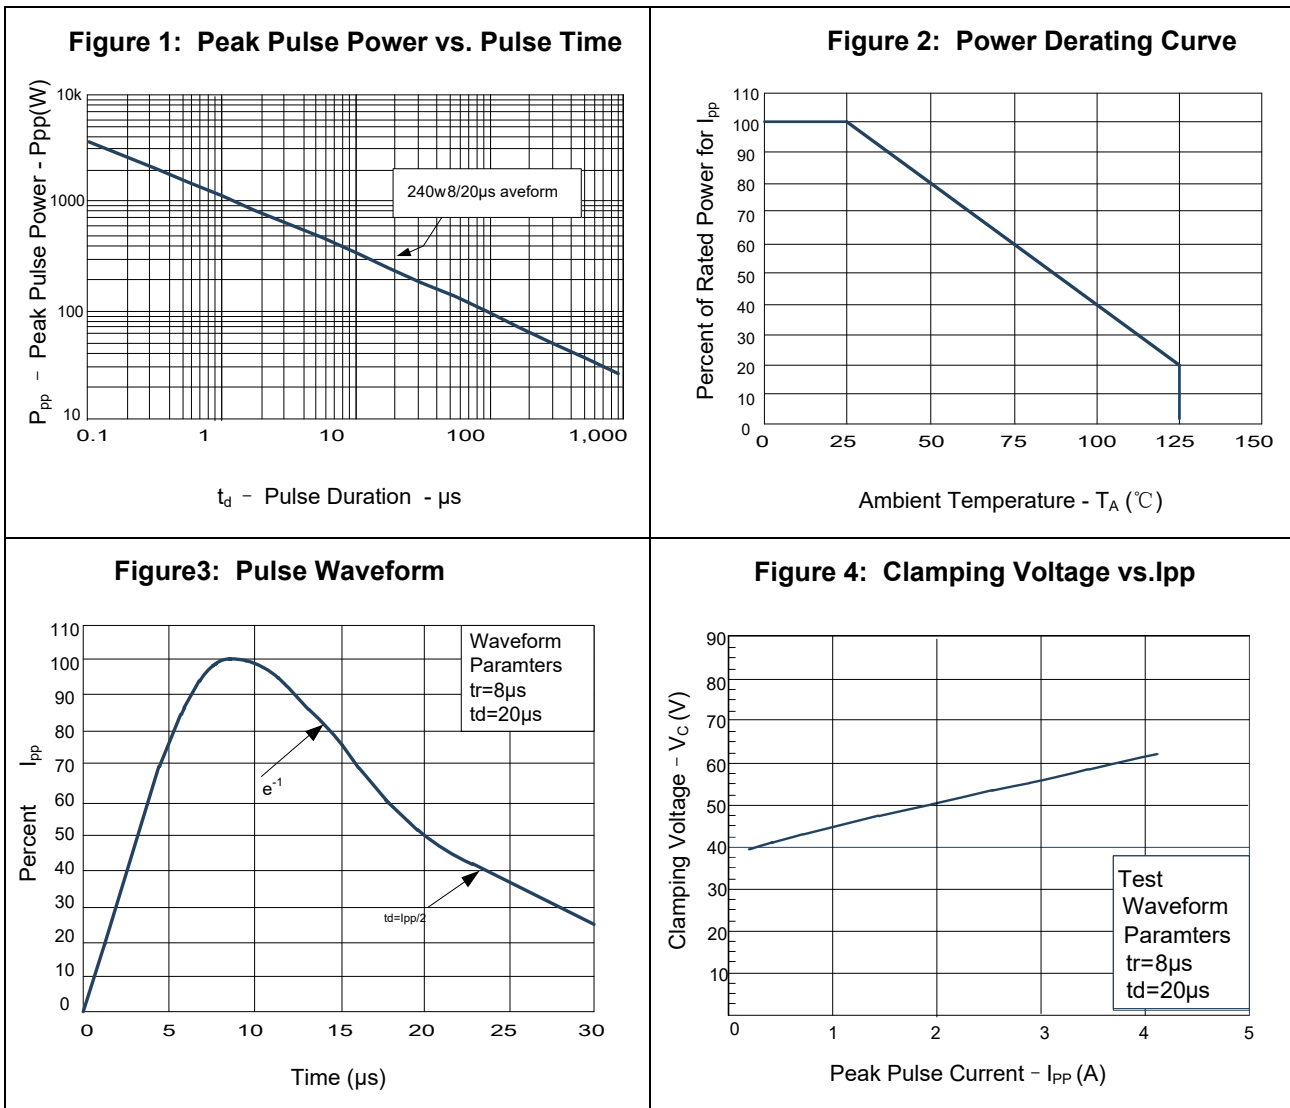 Figure 1: Peak Pulse Power vs. Pulse Time
Ppp – Peak Pulse Power - Ppp(W)
10k
1000
100
10
240w8/20µs aveform
0.1 1 10 100 1,000
td – Pulse Duration - µs
Figure 2: Power Derating Curve
Percent of Rated Power for Ipp
110
100
90
80
70
60
50
40
30
20
10
0
0 25 50 75 100 125 150
Ambient Temperature - TA (℃)
Figure3: Pulse Waveform
Percent Ipp
110
100
90
80
70
60
50
40
30
20
10
0
Waveform
Paramters
tr=8µs
td=20µs
e-1
td=Ipp/2
0 5 10 15 20 25 30
Time (µs)
Figure 4: Clamping Voltage vs.Ipp
Clamping Voltage – VC (V)
90
80
70
60
50
40
30
20
10
Test
Waveform
Paramters
tr=8µs
td=20µs
0 1 2 3 4 5
Peak Pulse Current – IPP (A)